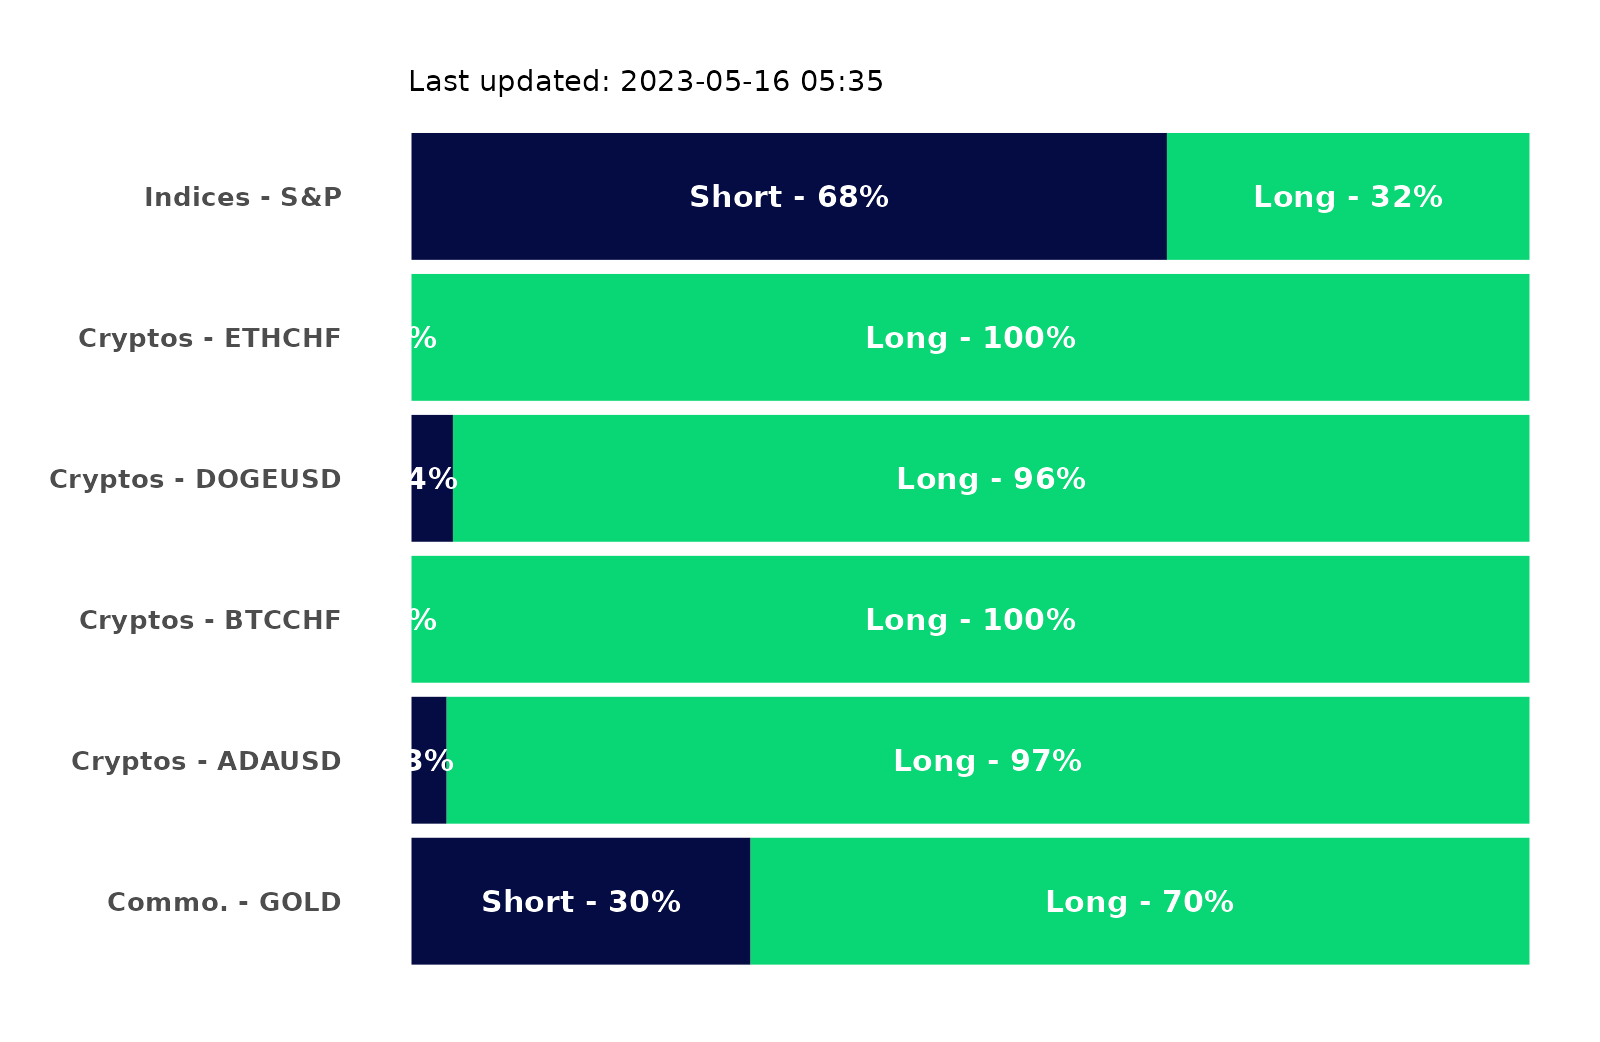 Last updated: 2023-05-16 05:35
Indices - S&P Short - 68% Long - 32%
Cryptos - ETHCHF % Long - 100%
Cryptos - DOGEUSD 4% Long - 96%
Cryptos - BTCCHF % Long - 100%
Cryptos - ADAUSD 3% Long - 97%
Commo. - GOLD Short - 30% Long - 70%